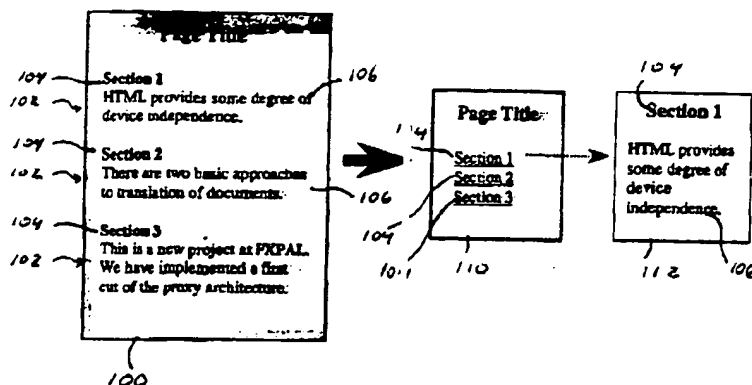 Page Title
104
Section 1
106
102
HTML provides some degree of
device independence.
104
Section 2
102
There are two basic approaches
to translation of documents.
106
104
Section 3
This is a new project at FXPAL.
102
We have implemented a first
cut of the proxy architecture.
100
Page Title
104
Section 1
Section 2
Section 3
104
104
110
104
Section 1
HTML provides
some degree of
device
independence.
112
106